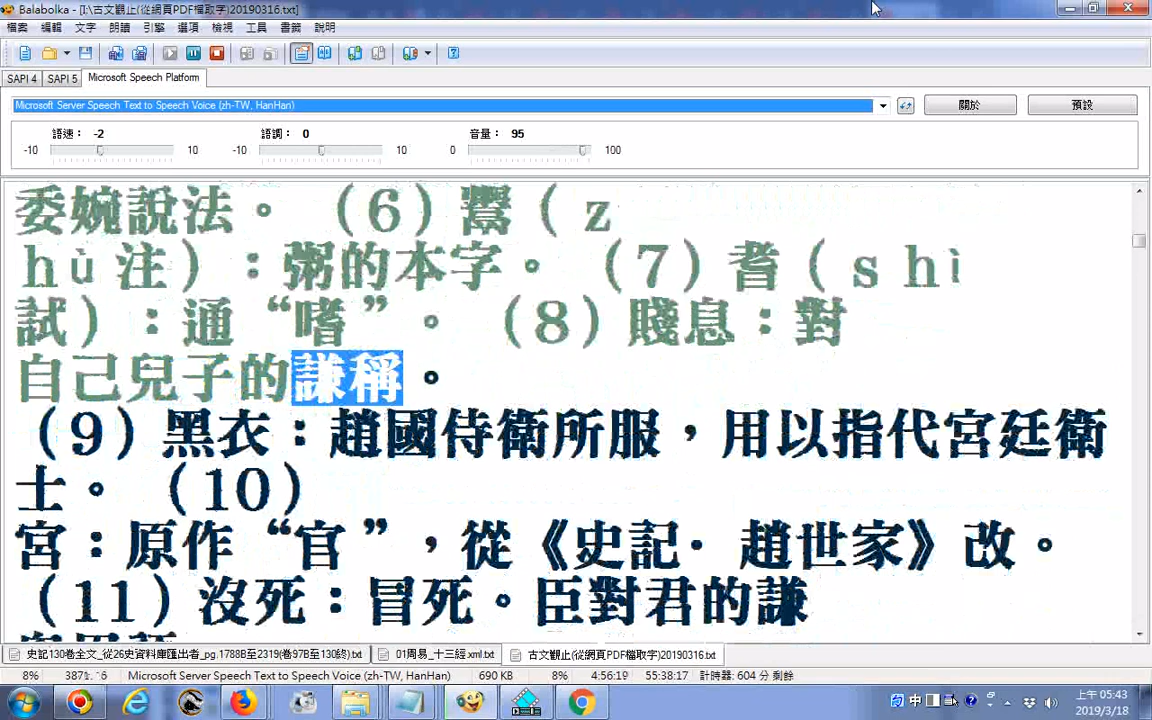 Balabolka - [I:\古文觀止(從網頁PDF檔取字)20190316.txt]
檔案 編輯 文字 朗讀 引擎 選項 檢視 工具 書籤 說明
SAPI 4 SAPI 5 Microsoft Speech Platform
Microsoft Server Speech Text to Speech Voice (zh-TW, HanHan) 關於 預設
語速： -2 語調： 0 音量： 95
-10 10 -10 10 0 100
委婉說法。 （6）鬻（z
hù注）：粥的本字。 （7）耆（shì
試）：通“嗜”。 （8）賤息：對
自己兒子的謙稱。
（9）黑衣：趙國侍衛所服，用以指代宮廷衛
士。 （10）
宮：原作“官”，從《史記· 趙世家》改。
（11）沒死：冒死。臣對君的謙
史記130卷全文_從26史資料庫匯出者_pg.1788B至2319(卷97B至130終).txt 01周易_十三經.xml.txt 古文觀止(從網頁PDF檔取字)20190316.txt
8% Microsoft Server Speech Text to Speech Voice (zh-TW, HanHan) 690 KB 8% 4:56:19 55:38:17 計時器: 604 分 剩餘
中 上午 05:43
2019/3/18